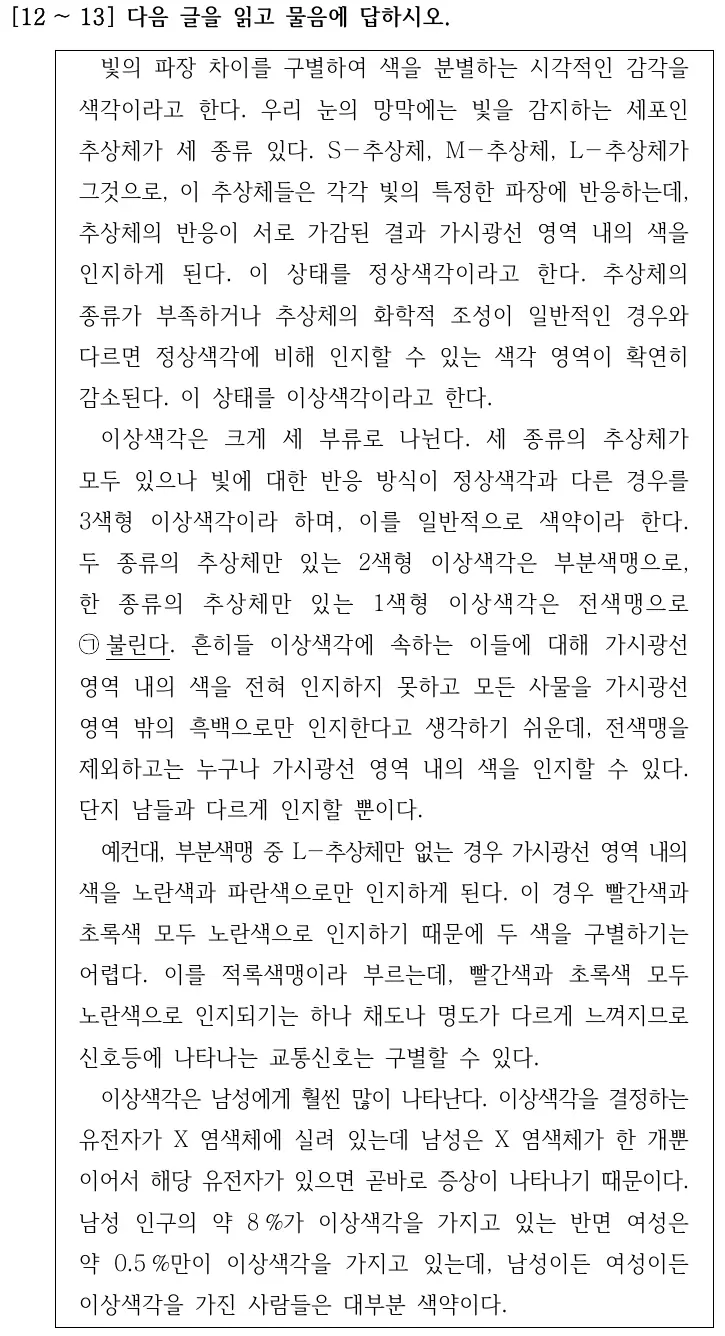 [12 ~ 13] 다음 글을 읽고 물음에 답하시오.
빛의 파장 차이를 구별하여 색을 분별하는 시각적인 감각을
색각이라고 한다. 우리 눈의 망막에는 빛을 감지하는 세포인
추상체가 세 종류 있다. S-추상체, M-추상체, L-추상체가
그것으로, 이 추상체들은 각각 빛의 특정한 파장에 반응하는데,
추상체의 반응이 서로 가감된 결과 가시광선 영역 내의 색을
인지하게 된다. 이 상태를 정상색각이라고 한다. 추상체의
종류가 부족하거나 추상체의 화학적 조성이 일반적인 경우와
다르면 정상색각에 비해 인지할 수 있는 색각 영역이 확연히
감소된다. 이 상태를 이상색각이라고 한다.
이상색각은 크게 세 부류로 나뉜다. 세 종류의 추상체가
모두 있으나 빛에 대한 반응 방식이 정상색각과 다른 경우를
3색형 이상색각이라 하며, 이를 일반적으로 색약이라 한다.
두 종류의 추상체만 있는 2색형 이상색각은 부분색맹으로,
한 종류의 추상체만 있는 1색형 이상색각은 전색맹으로
㉠ 불린다. 흔히들 이상색각에 속하는 이들에 대해 가시광선
영역 내의 색을 전혀 인지하지 못하고 모든 사물을 가시광선
영역 밖의 흑백으로만 인지한다고 생각하기 쉬운데, 전색맹을
제외하고는 누구나 가시광선 영역 내의 색을 인지할 수 있다.
단지 남들과 다르게 인지할 뿐이다.
예컨대, 부분색맹 중 L-추상체만 없는 경우 가시광선 영역 내의
색을 노란색과 파란색으로만 인지하게 된다. 이 경우 빨간색과
초록색 모두 노란색으로 인지하기 때문에 두 색을 구별하기는
어렵다. 이를 적록색맹이라 부르는데, 빨간색과 초록색 모두
노란색으로 인지되기는 하나 채도나 명도가 다르게 느껴지므로
신호등에 나타나는 교통신호는 구별할 수 있다.
이상색각은 남성에게 훨씬 많이 나타난다. 이상색각을 결정하는
유전자가 X 염색체에 실려 있는데 남성은 X 염색체가 한 개뿐
이어서 해당 유전자가 있으면 곧바로 증상이 나타나기 때문이다.
남성 인구의 약 8%가 이상색각을 가지고 있는 반면 여성은
약 0.5%만이 이상색각을 가지고 있는데, 남성이든 여성이든
이상색각을 가진 사람들은 대부분 색약이다.